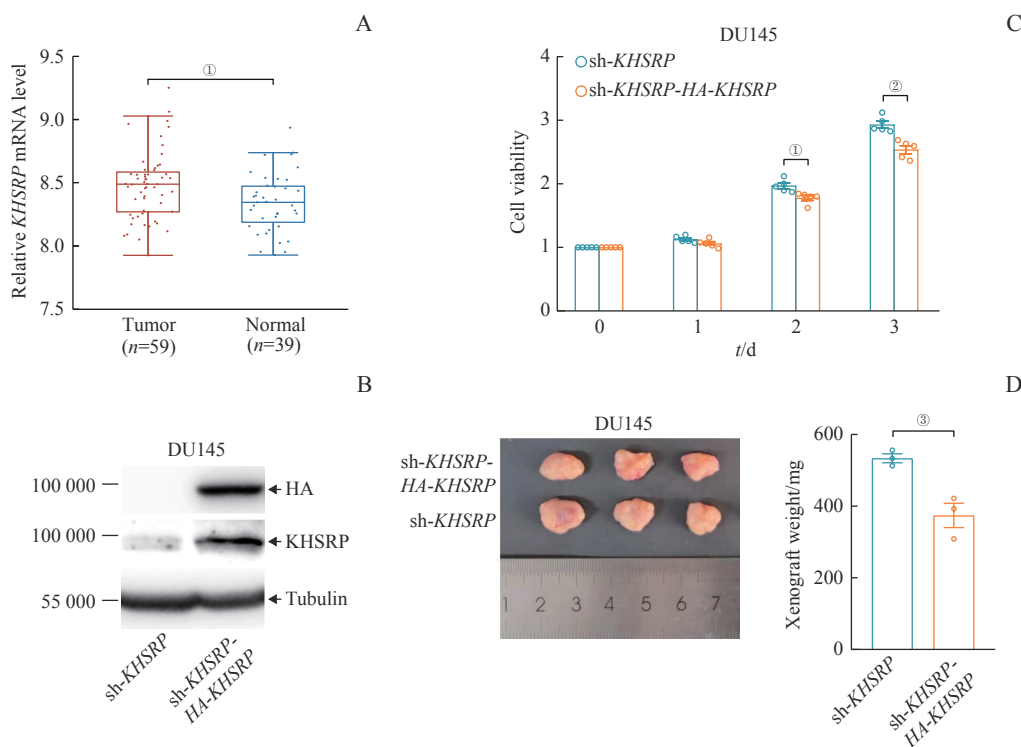 A
9.5
9.0
8.5
8.0
7.5
Relative KHSRP mRNA level
①
Tumor
(n=59)
Normal
(n=39)
C
DU145
sh-KHSRP
sh-KHSRP-HA-KHSRP
4
3
2
1
0
Cell viability
①
②
0
1
2
3
t/d
B
DU145
100 000
HA
100 000
KHSRP
55 000
Tubulin
sh-KHSRP
sh-KHSRP-
HA-KHSRP
D
DU145
sh-KHSRP-
HA-KHSRP
sh-KHSRP
1 2 3 4 5 6 7
600
400
200
0
Xenograft weight/mg
③
sh-KHSRP
sh-KHSRP-
HA-KHSRP